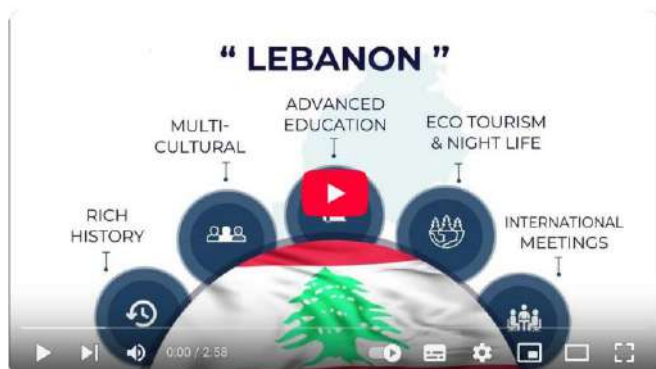 “ LEBANON ”
ADVANCED
EDUCATION
MULTI-
CULTURAL
ECO TOURISM
& NIGHT LIFE
RICH
HISTORY
INTERNATIONAL
MEETINGS
0:00 / 2:58